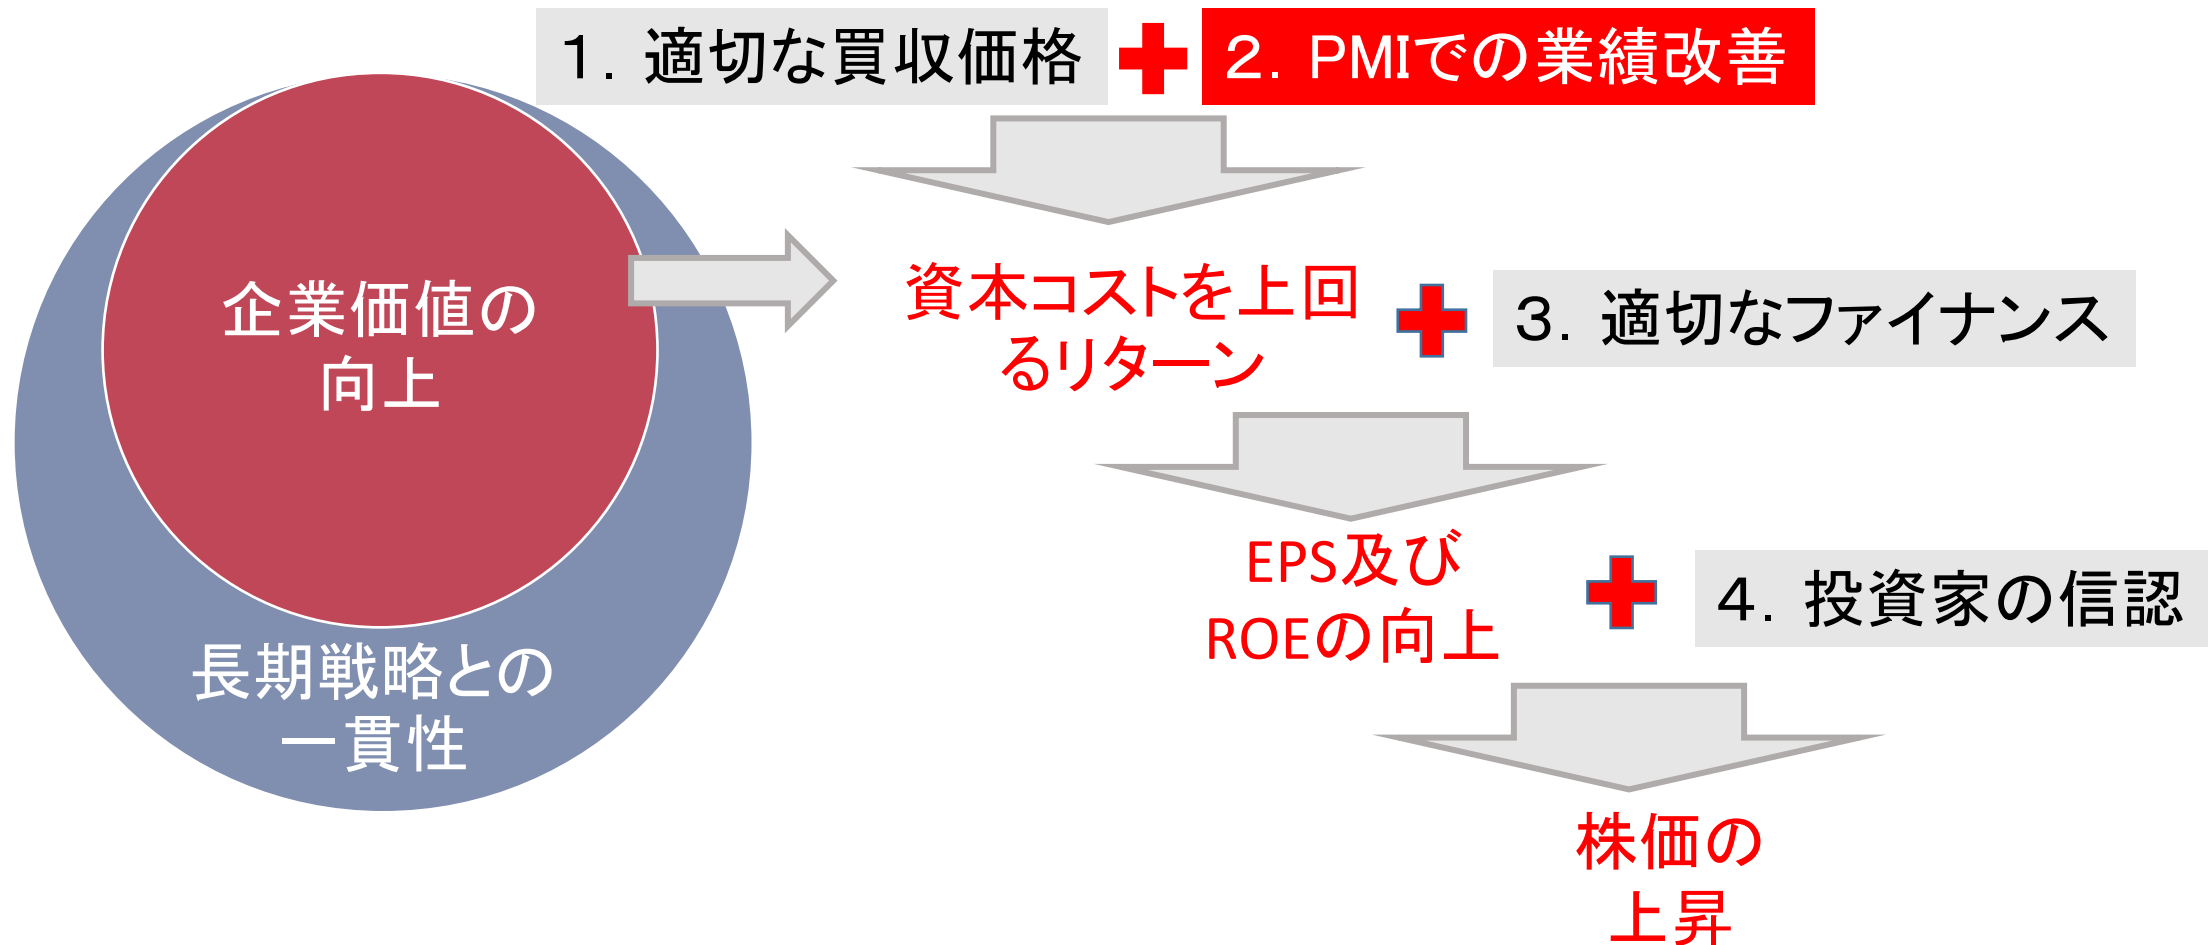 １．適切な買収価格
２．PMIでの業績改善
企業価値の
向上
長期戦略との
一貫性
資本コストを上回
るリターン
３．適切なファイナンス
EPS及び
ROEの向上
４．投資家の信認
株価の
上昇